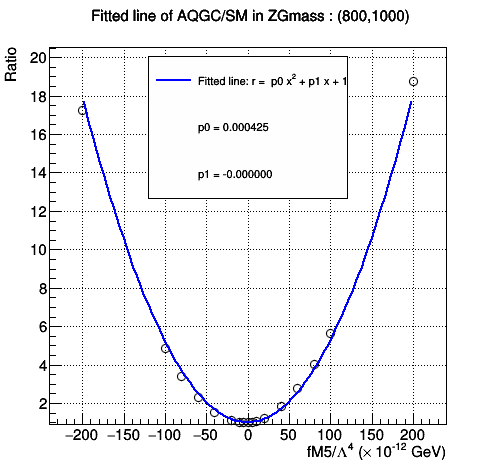 Fitted line of AQGC/SM in ZGmass : (800,1000)
Ratio
20
18
16
14
12
10
8
6
4
2
Fitted line: r = p0 x² + p1 x + 1
p0 = 0.000425
p1 = -0.000000
−200 −150 −100 −50 0 50 100 150 200
fM5/Λ⁴ (× 10⁻¹² GeV)